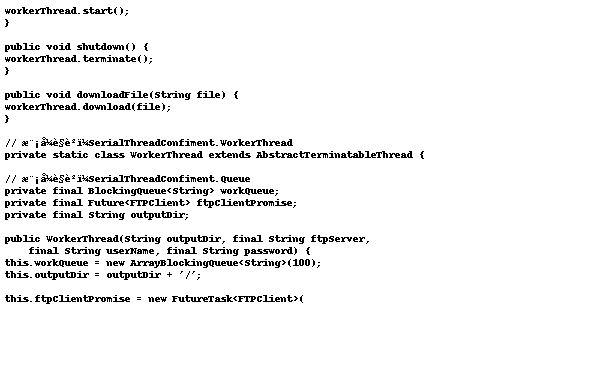 workerThread.start();
}
public void shutdown() {
workerThread.terminate();
}
public void downloadFile(String file) {
workerThread.download(file);
}
// æ¨¡å¼è§è²ï¼SerialThreadConfiment.WorkerThread
private static class WorkerThread extends AbstractTerminatableThread {
// æ¨¡å¼è§è²ï¼SerialThreadConfiment.Queue
private final BlockingQueue<String> workQueue;
private final Future<FTPClient> ftpClientPromise;
private final String outputDir;
public WorkerThread(String outputDir, final String ftpServer,
final String userName, final String password) {
this.workQueue = new ArrayBlockingQueue<String>(100);
this.outputDir = outputDir + '/';
this.ftpClientPromise = new FutureTask<FTPClient>(